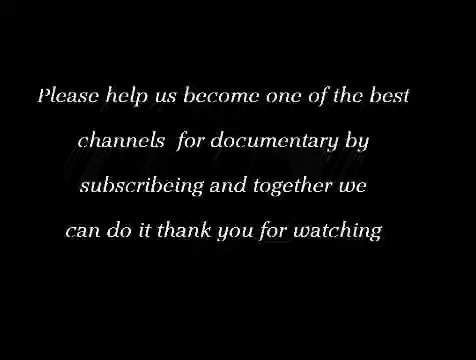 Please help us become one of the best
channels for documentary by
subscribeing and together we
can do it thank you for watching